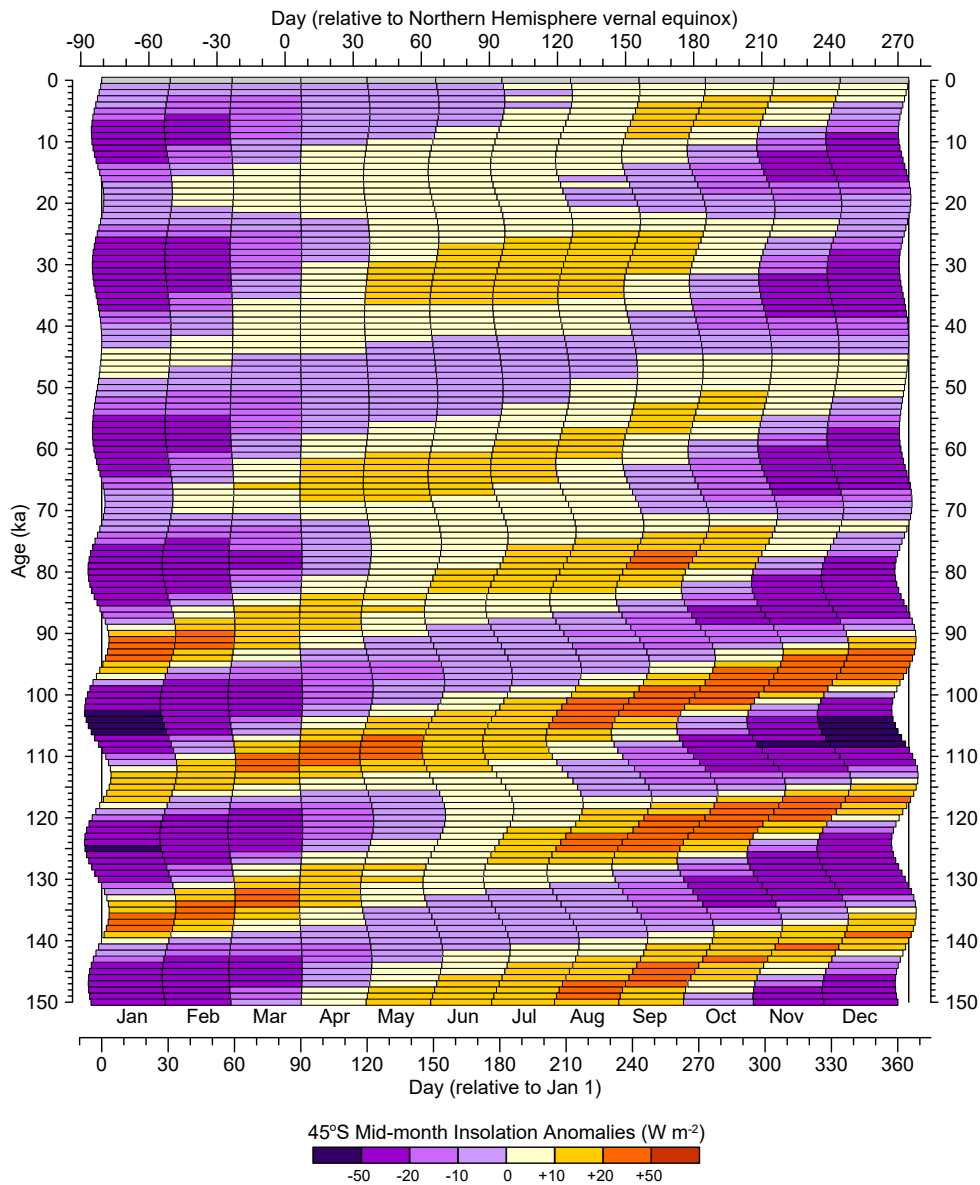 Day (relative to Northern Hemisphere vernal equinox)
-90 -60 -30 0 30 60 90 120 150 180 210 240 270
0 0
10 10
20 20
30 30
40 40
50 50
60 60
70 70
80 80
90 90
100 100
110 110
120 120
130 130
140 140
150 150
Age (ka)
Jan Feb Mar Apr May Jun Jul Aug Sep Oct Nov Dec
0 30 60 90 120 150 180 210 240 270 300 330 360
Day (relative to Jan 1)
45°S Mid-month Insolation Anomalies (W m⁻²)
-50 -20 -10 0 +10 +20 +50